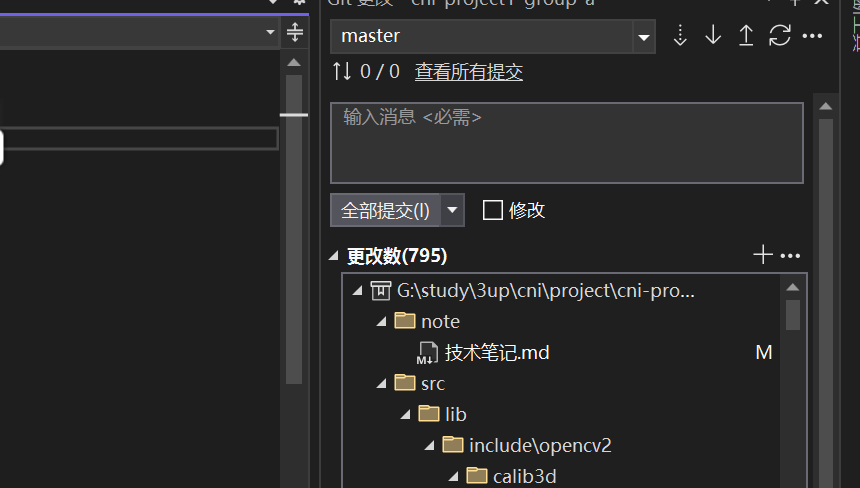 Git 更改 - cni-project1-group-a
master
0 / 0 查看所有提交
输入消息 <必需>
全部提交(I) 修改
更改数(795)
G:\study\3up\cni\project\cni-pro...
note
M↓ 技术笔记.md M
src
lib
include\opencv2
calib3d